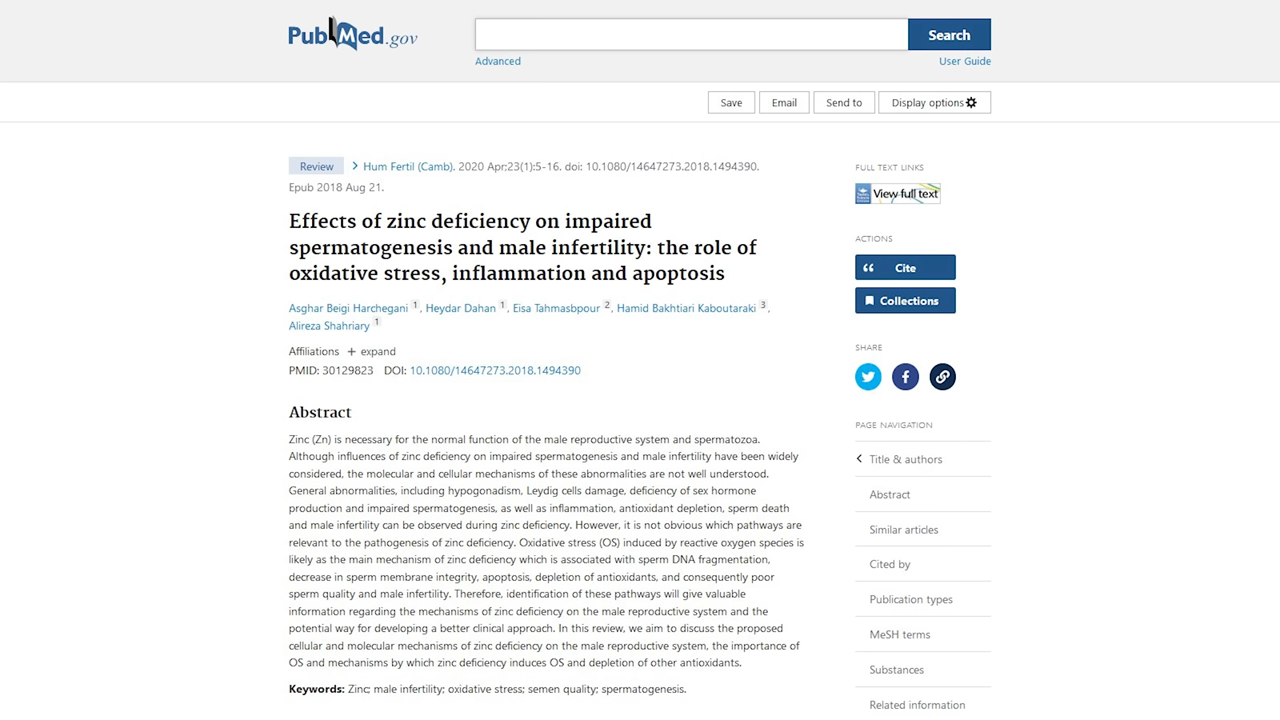 PubMed.gov
Search
Advanced
User Guide
Save
Email
Send to
Display options
Review
Hum Fertil (Camb). 2020 Apr;23(1):5-16. doi: 10.1080/14647273.2018.1494390.
Epub 2018 Aug 21.
Effects of zinc deficiency on impaired
spermatogenesis and male infertility: the role of
oxidative stress, inflammation and apoptosis
Asghar Beigi Harchegani 1, Heydar Dahan 1, Eisa Tahmasbpour 2, Hamid Bakhtiari Kaboutaraki 3,
Alireza Shahriary 1
Affiliations + expand
PMID: 30129823 DOI: 10.1080/14647273.2018.1494390
Abstract
Zinc (Zn) is necessary for the normal function of the male reproductive system and spermatozoa.
Although influences of zinc deficiency on impaired spermatogenesis and male infertility have been widely
considered, the molecular and cellular mechanisms of these abnormalities are not well understood.
General abnormalities, including hypogonadism, Leydig cells damage, deficiency of sex hormone
production and impaired spermatogenesis, as well as inflammation, antioxidant depletion, sperm death
and male infertility can be observed during zinc deficiency. However, it is not obvious which pathways are
relevant to the pathogenesis of zinc deficiency. Oxidative stress (OS) induced by reactive oxygen species is
likely as the main mechanism of zinc deficiency which is associated with sperm DNA fragmentation,
decrease in sperm membrane integrity, apoptosis, depletion of antioxidants, and consequently poor
sperm quality and male infertility. Therefore, identification of these pathways will give valuable
information regarding the mechanisms of zinc deficiency on the male reproductive system and the
potential way for developing a better clinical approach. In this review, we aim to discuss the proposed
cellular and molecular mechanisms of zinc deficiency on the male reproductive system, the importance of
OS and mechanisms by which zinc deficiency induces OS and depletion of other antioxidants.
Keywords: Zinc; male infertility; oxidative stress; semen quality; spermatogenesis.
FULL TEXT LINKS
View full text
ACTIONS
Cite
Collections
SHARE
PAGE NAVIGATION
Title & authors
Abstract
Similar articles
Cited by
Publication types
MeSH terms
Substances
Related information